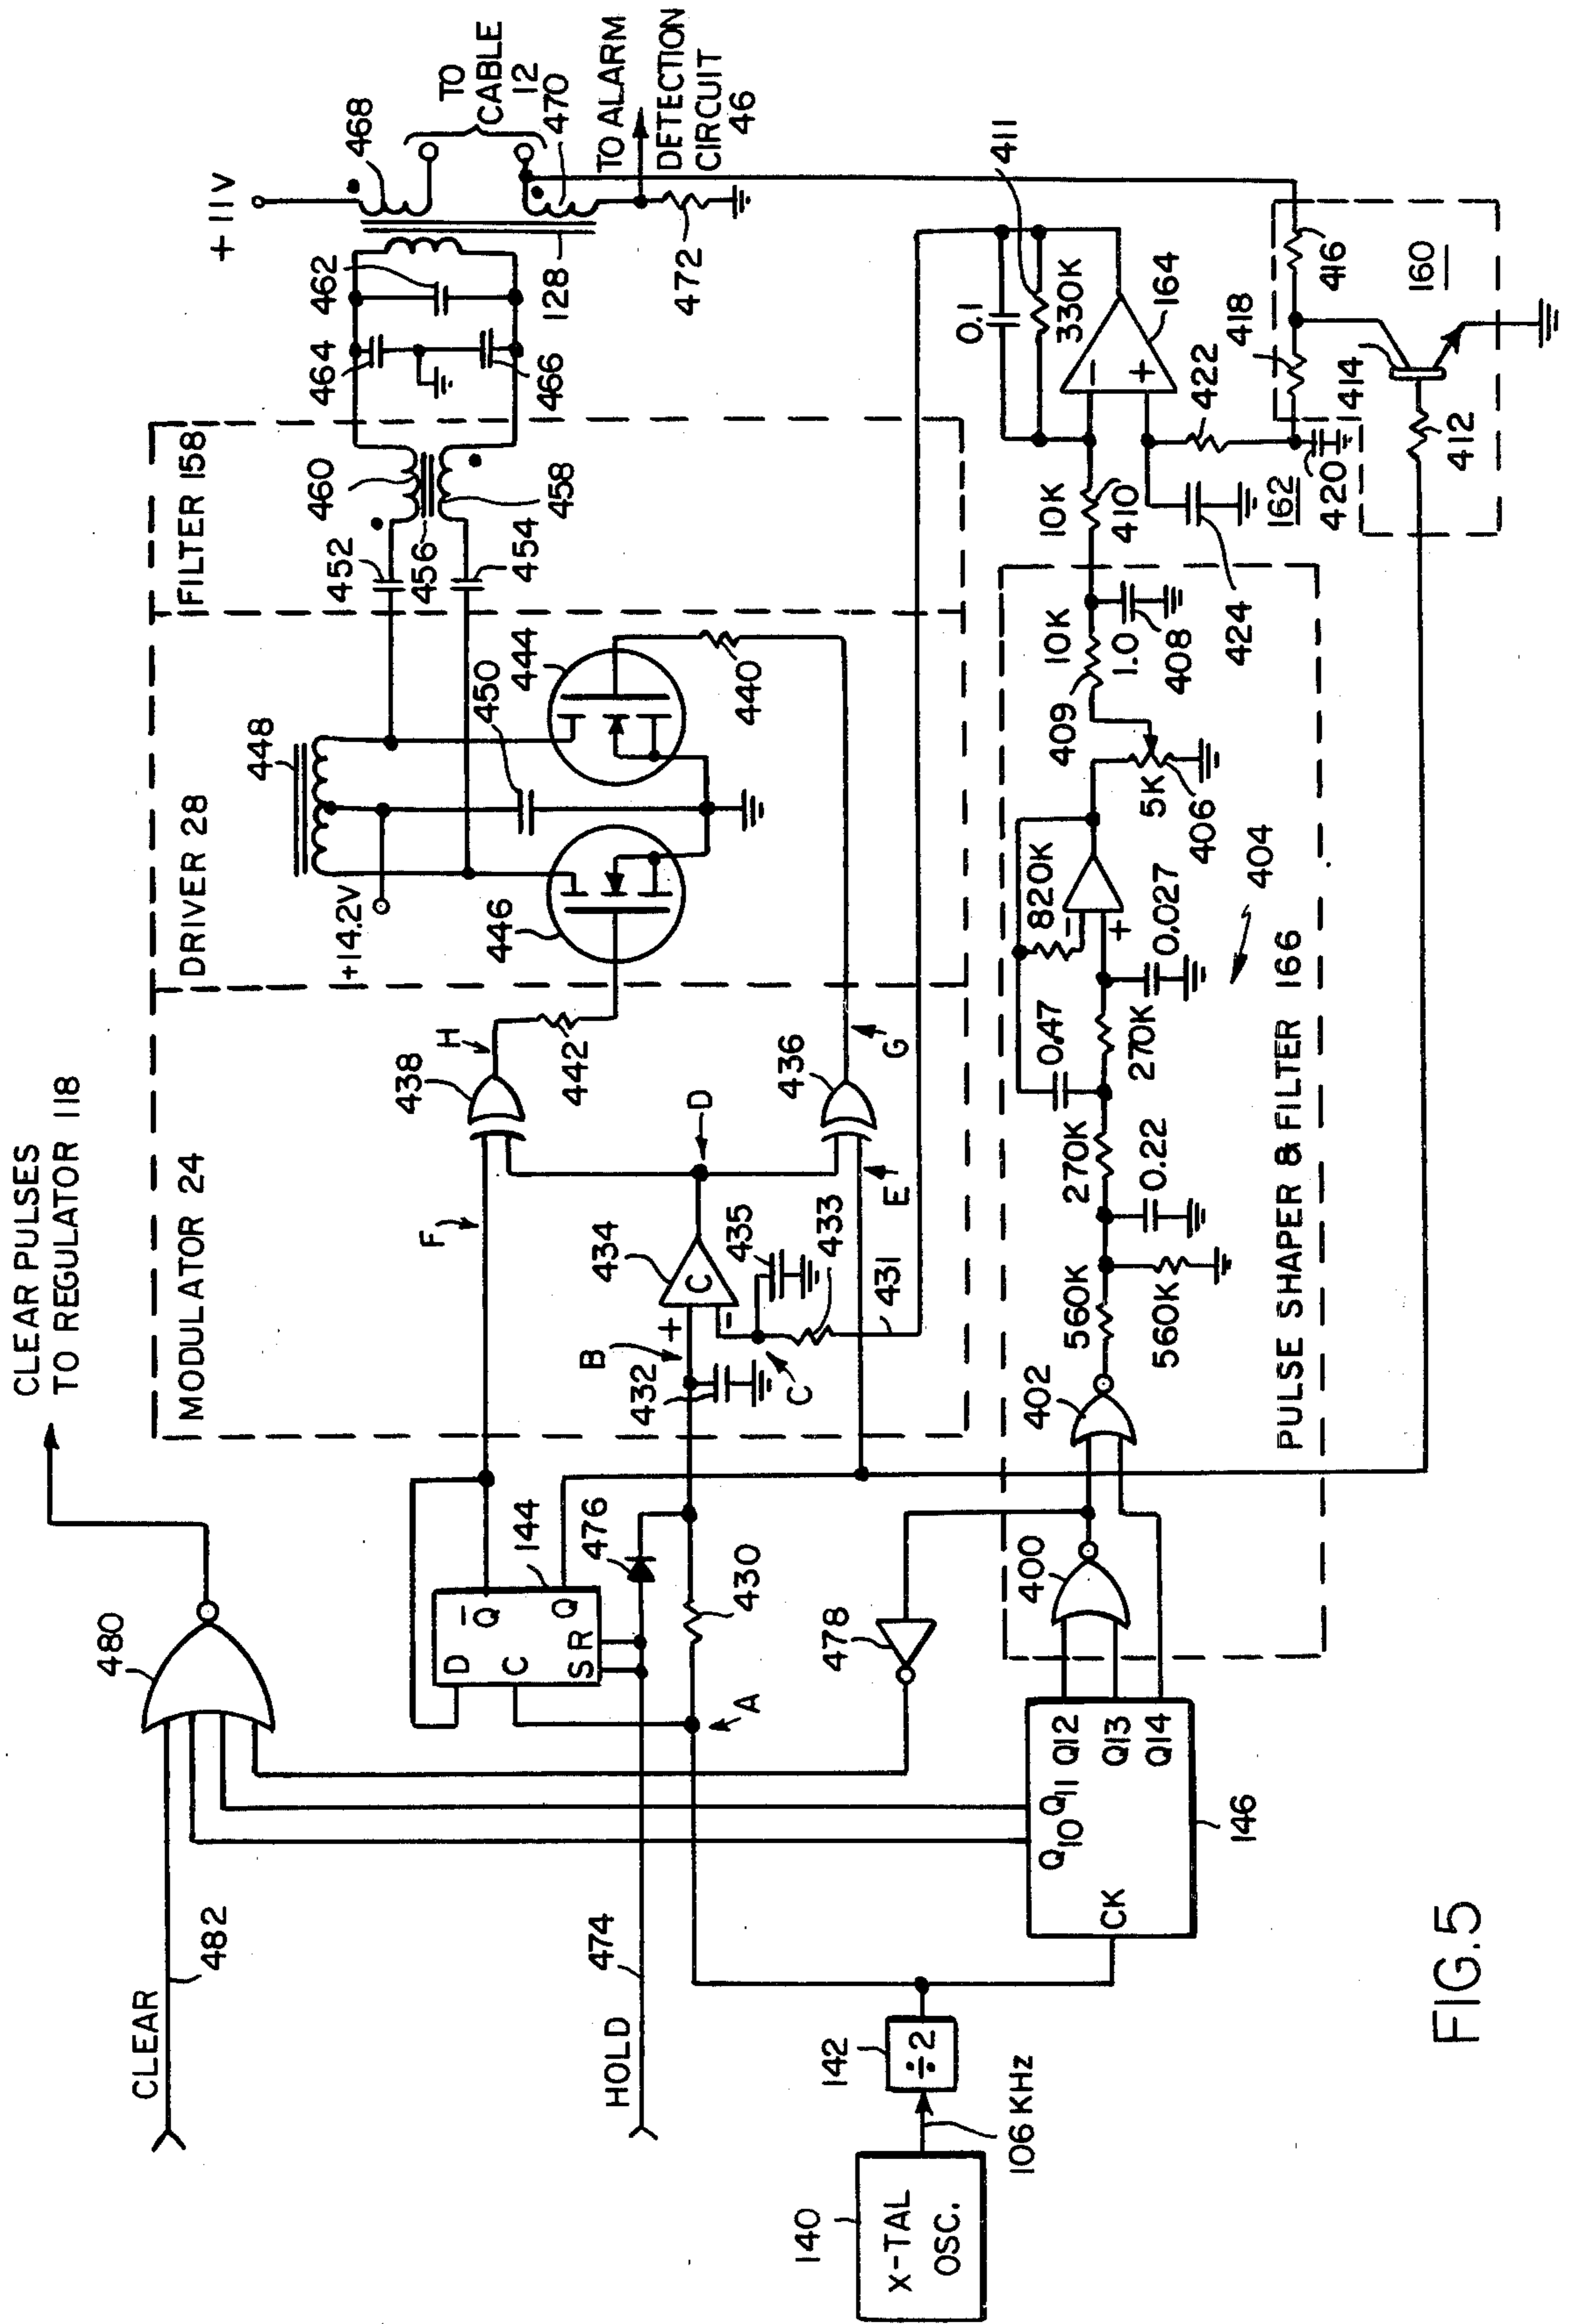 CLEAR PULSES
TO REGULATOR 118
CLEAR
482
480
HOLD
474
140
X-TAL
OSC.
106 KHz
142
÷2
146
CK
Q10
Q11
Q12
Q13
Q14
144
D
Q̅
C
Q
S
R
476
430
A
478
MODULATOR 24
F
B
432
+
-
C
434
C
435
433
431
D
E
438
H
442
436
G
DRIVER 28
+14.2V
448
446
450
444
440
FILTER 158
452
454
456
458
460
464
466
462
128
+11V
468
TO
CABLE
12
470
TO ALARM
DETECTION
CIRCUIT
46
472
411
0.1
330K
164
-
+
10K
410
422
424
162
420
418
416
160
414
412
PULSE SHAPER & FILTER 166
400
402
560K
560K
0.22
270K
0.47
270K
0.027
820K
-
+
404
5K
406
409
10K
1.0
408
FIG.5